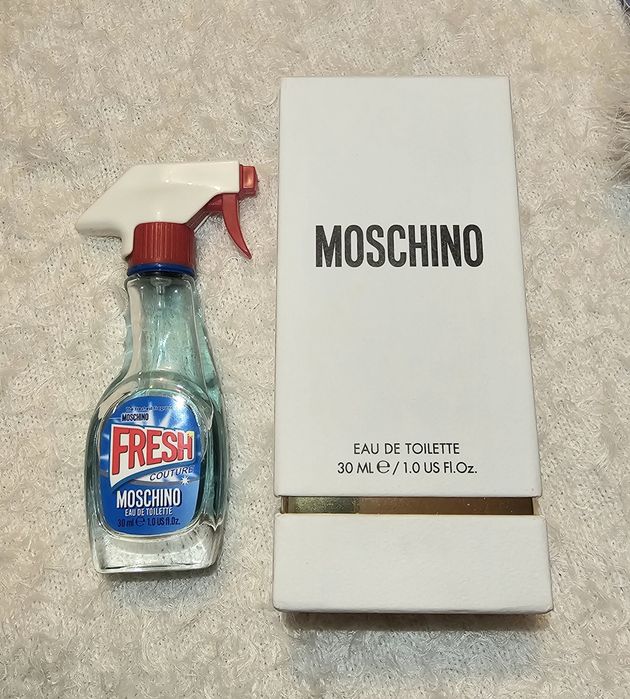 MOSCHINO
FRESH
COUTURE
MOSCHINO
EAU DE TOILETTE
30 ml ℮ 1.0 US fl.Oz.
MOSCHINO
EAU DE TOILETTE
30 ML ℮ / 1.0 US Fl.Oz.